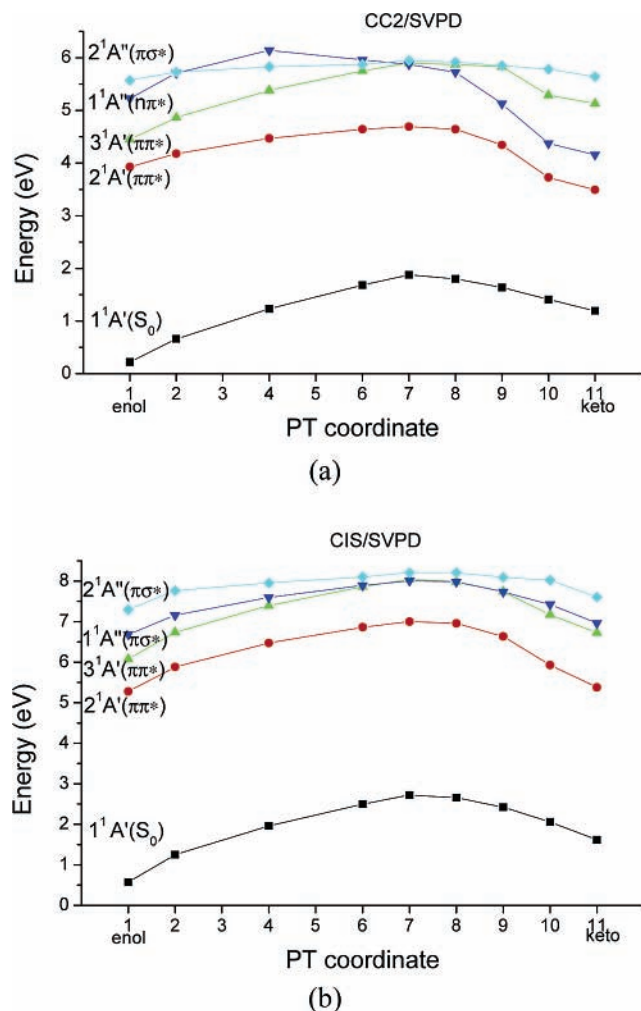 CC2/SVPD
6
5
4
3
2
1
0
Energy (eV)
2¹A''(πσ*)
1¹A''(nπ*)
3¹A'(ππ*)
2¹A'(ππ*)
1¹A'(S₀)
1 2 3 4 5 6 7 8 9 10 11
enol keto
PT coordinate
(a)
CIS/SVPD
8
7
6
5
4
3
2
1
0
Energy (eV)
2¹A''(πσ*)
1¹A''(πσ*)
3¹A'(ππ*)
2¹A'(ππ*)
1¹A'(S₀)
1 2 3 4 5 6 7 8 9 10 11
enol keto
PT coordinate
(b)